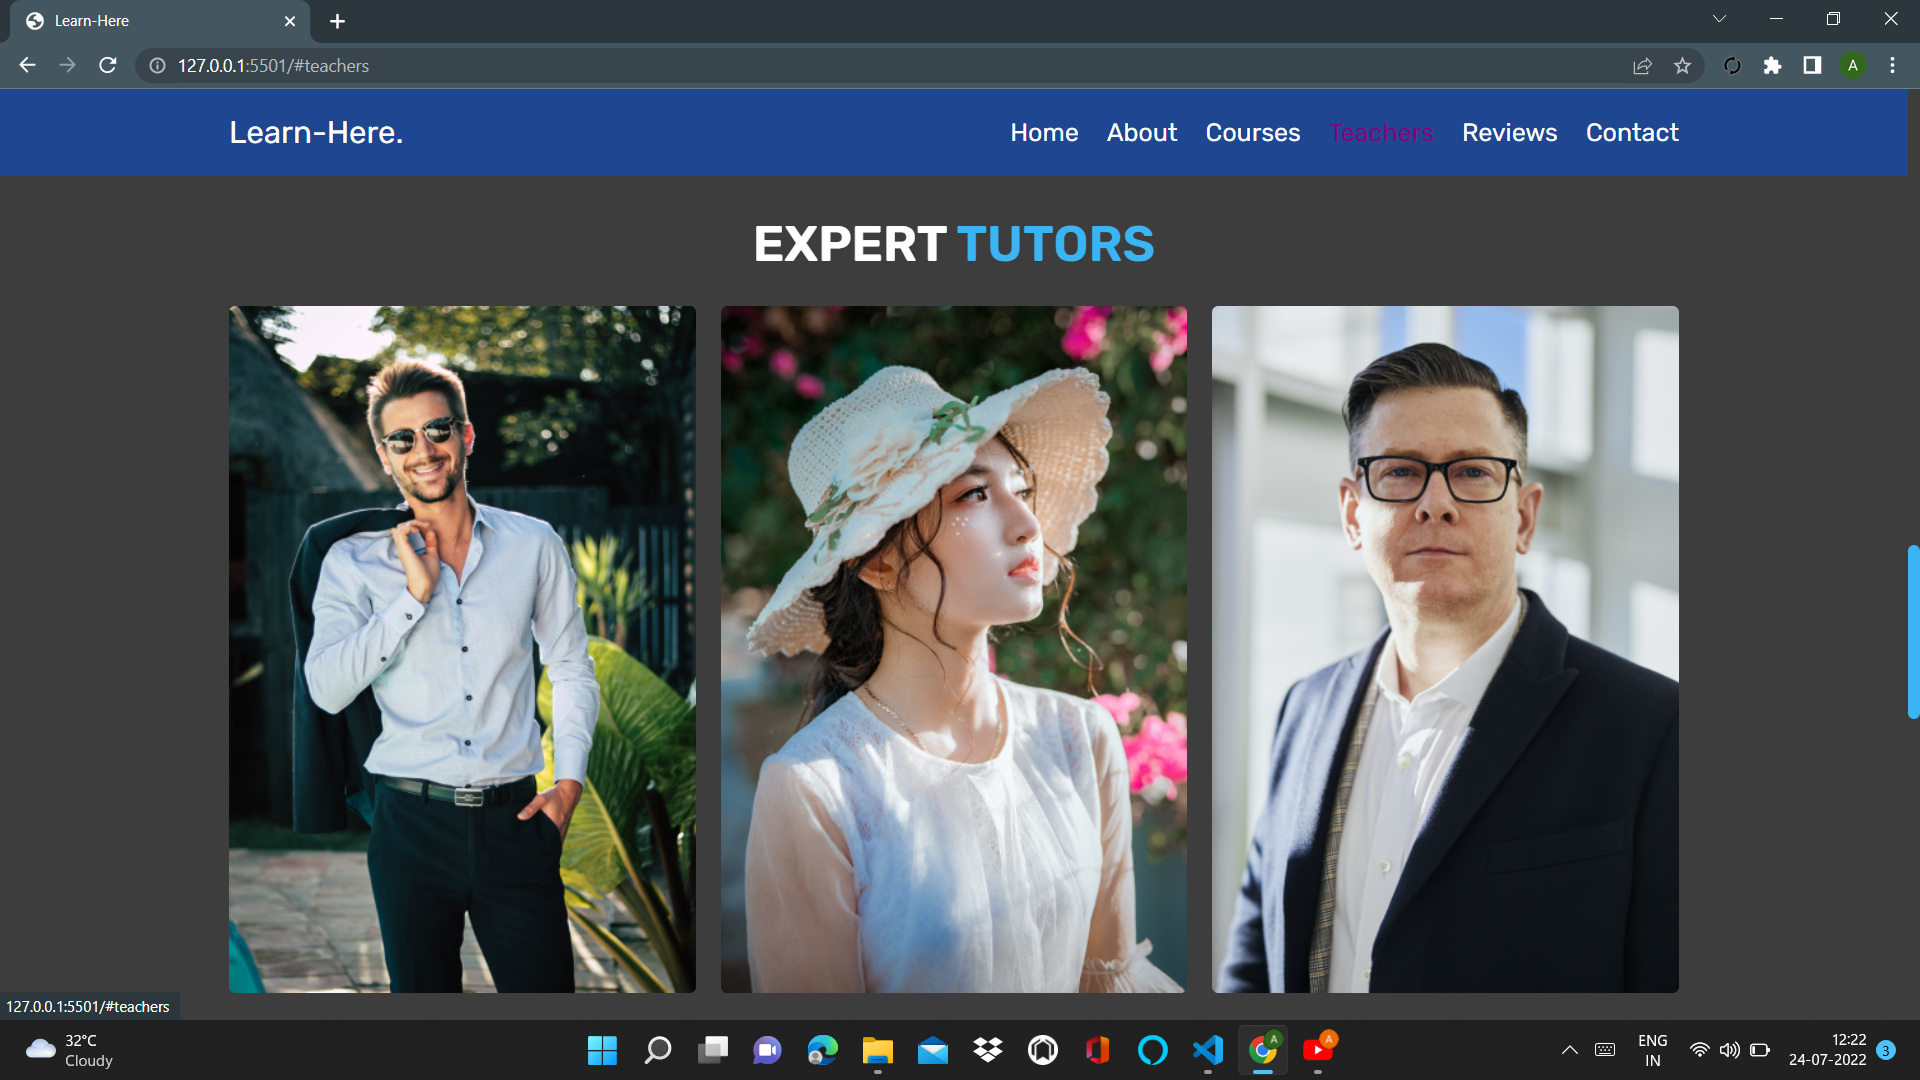 Learn-Here
127.0.0.1:5501/#teachers
A
Learn-Here.
Home About Courses Teachers Reviews Contact
EXPERT TUTORS
127.0.0.1:5501/#teachers
32°C
Cloudy
A
A
ENG
IN
12:22
24-07-2022
3